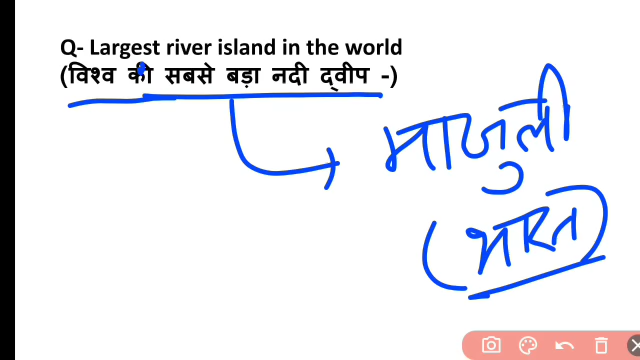 Q- Largest river island in the world
(विश्व की सबसे बड़ा नदी द्वीप -)
माजुली
(भारत)